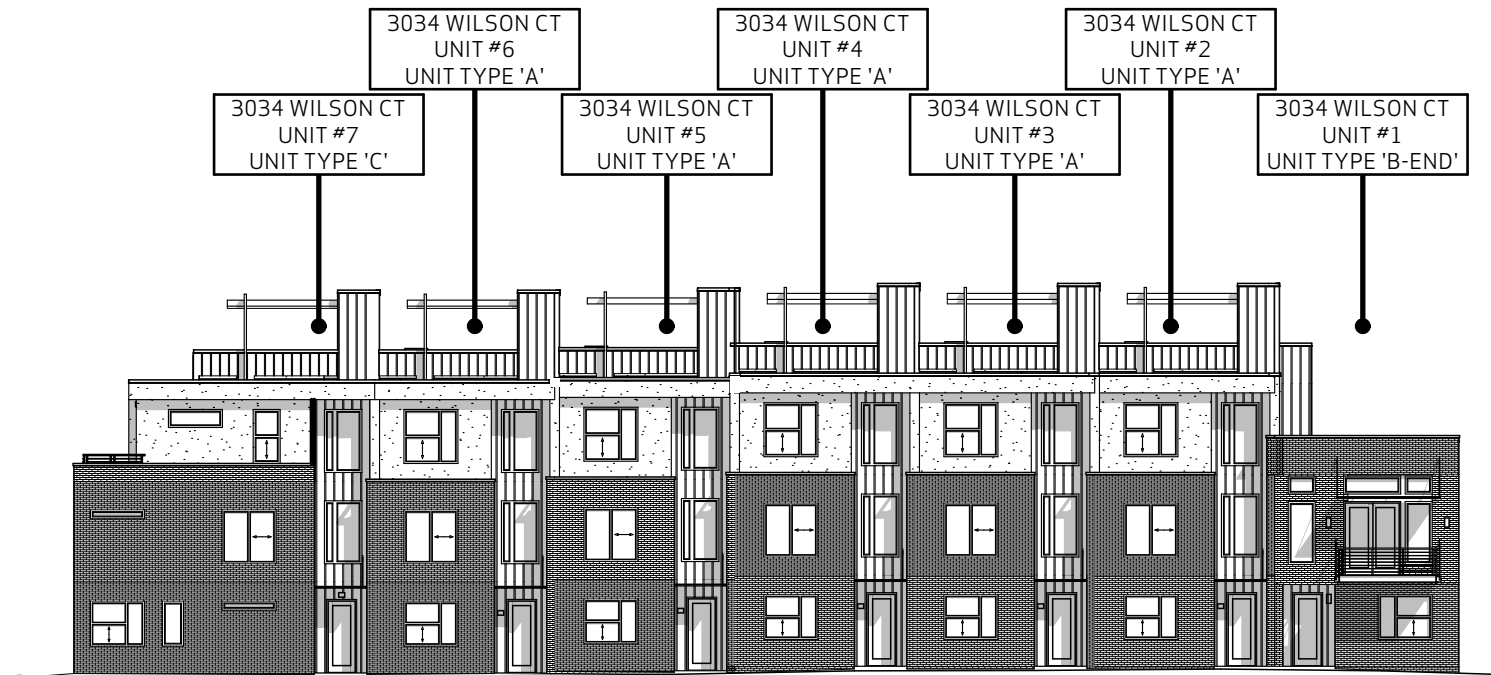 3034 WILSON CT
UNIT #6
UNIT TYPE 'A'
3034 WILSON CT
UNIT #4
UNIT TYPE 'A'
3034 WILSON CT
UNIT #2
UNIT TYPE 'A'
3034 WILSON CT
UNIT #7
UNIT TYPE 'C'
3034 WILSON CT
UNIT #5
UNIT TYPE 'A'
3034 WILSON CT
UNIT #3
UNIT TYPE 'A'
3034 WILSON CT
UNIT #1
UNIT TYPE 'B-END'